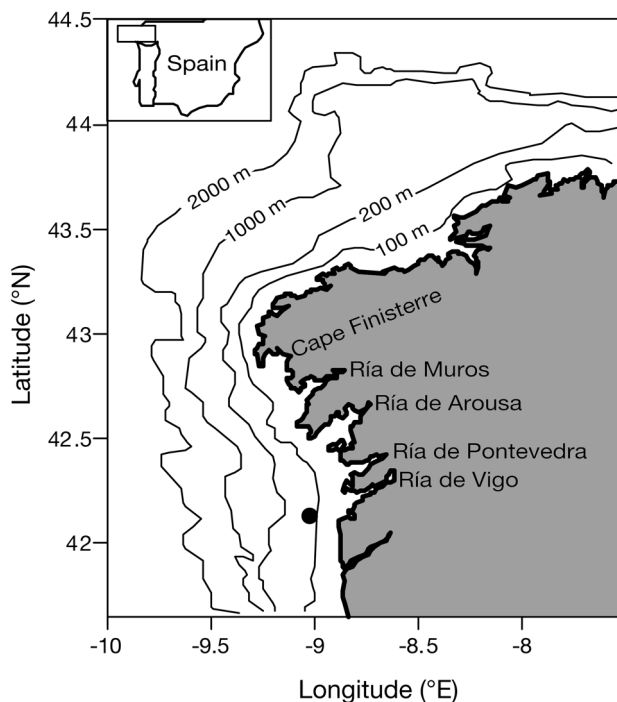 44.5
Spain
44
2000 m
1000 m
200 m
43.5
100 m
Latitude (°N)
43
Cape Finisterre
Ría de Muros
Ría de Arousa
42.5
Ría de Pontevedra
Ría de Vigo
42
-10
-9.5
-9
-8.5
-8
Longitude (°E)